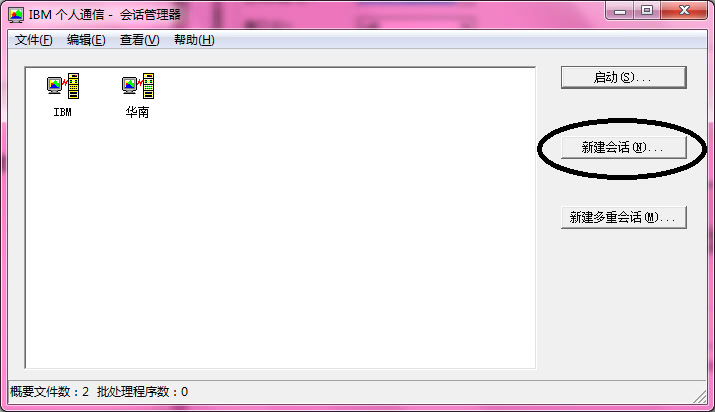 IBM 个人通信 - 会话管理器
文件(F) 编辑(E) 查看(V) 帮助(H)
IBM
华南
启动(S)...
新建会话(N)...
新建多重会话(M)...
概要文件数：2 批处理程序数：0